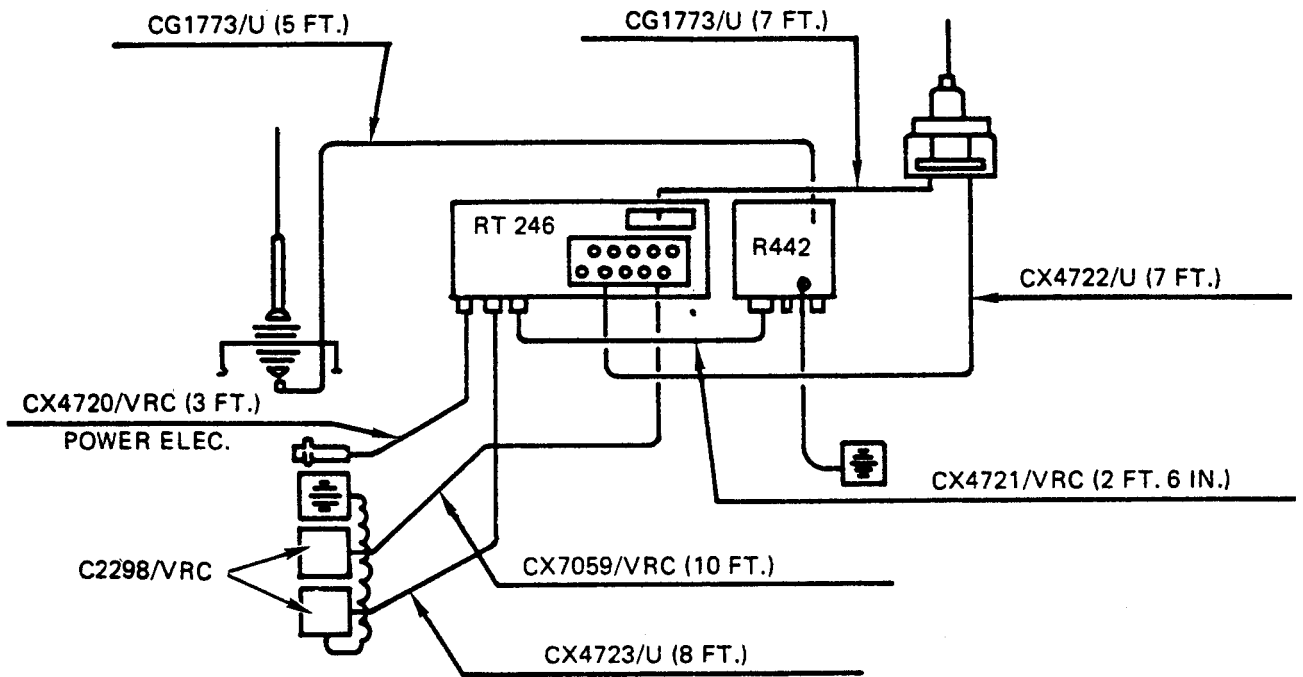 CG1773/U (5 FT.)
CG1773/U (7 FT.)
RT 246
R442
CX4722/U (7 FT.)
CX4720/VRC (3 FT.)
POWER ELEC.
CX4721/VRC (2 FT. 6 IN.)
C2298/VRC
CX7059/VRC (10 FT.)
CX4723/U (8 FT.)